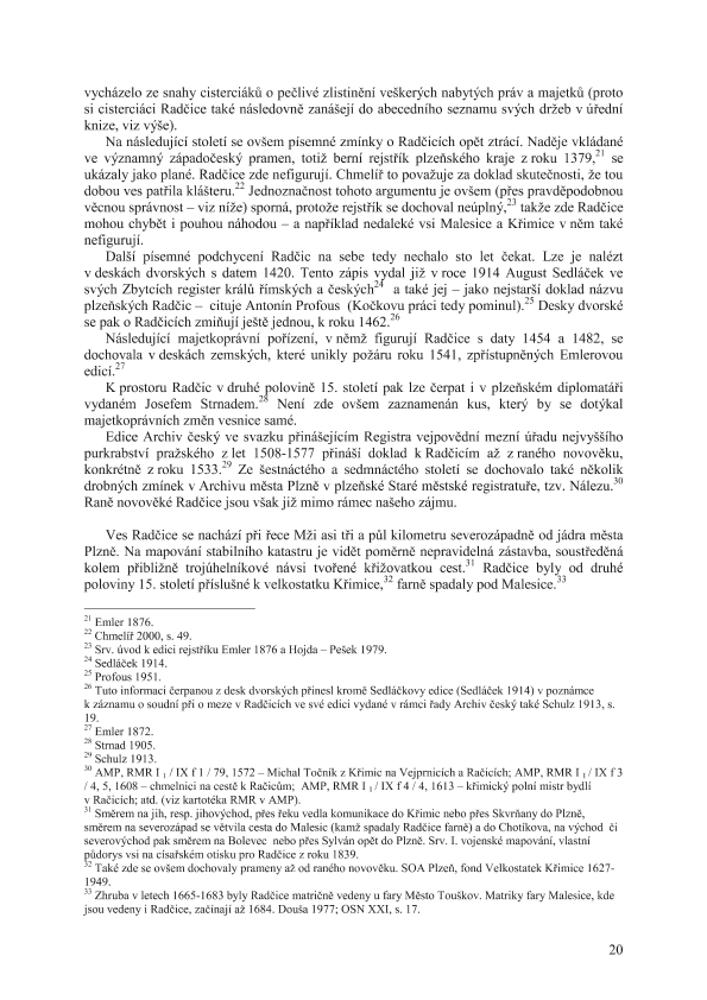 vycházelo ze snahy cisterciáků o pečlivé zlistinění veškerých nabytých práv a majetků (proto
si cisterciáci Radčice také následovně zanášejí do abecedního seznamu svých držeb v úřední
knize, viz výše).
Na následující století se ovšem písemné zmínky o Radčicích opět ztrácí. Naděje vkládané
ve významný západočeský pramen, totiž berní rejstřík plzeňského kraje z roku 1379,21 se
ukázaly jako plané. Radčice zde nefigurují. Chmelíř to považuje za doklad skutečnosti, že tou
dobou ves patřila klášteru.22 Jednoznačnost tohoto argumentu je ovšem (přes pravděpodobnou
věcnou správnost – viz níže) sporná, protože rejstřík se dochoval neúplný,23 takže zde Radčice
mohou chybět i pouhou náhodou – a například nedaleké vsi Malesice a Křimice v něm také
nefigurují.
Další písemné podchycení Radčic na sebe tedy nechalo sto let čekat. Lze je nalézt
v deskách dvorských s datem 1420. Tento zápis vydal již v roce 1914 August Sedláček ve
svých Zbytcích register králů římských a českých24 a také jej – jako nejstarší doklad názvu
plzeňských Radčic – cituje Antonín Profous (Kočkovu práci tedy pominul).25 Desky dvorské
se pak o Radčicích zmiňují ještě jednou, k roku 1462.26
Následující majetkoprávní pořízení, v němž figurují Radčice s daty 1454 a 1482, se
dochovala v deskách zemských, které unikly požáru roku 1541, zpřístupněných Emlerovou
edicí.27
K prostoru Radčic v druhé polovině 15. století pak lze čerpat i v plzeňském diplomatáři
vydaném Josefem Strnadem.28 Není zde ovšem zaznamenán kus, který by se dotýkal
majetkoprávních změn vesnice samé.
Edice Archiv český ve svazku přinášejícím Registra vejpovědní mezní úřadu nejvyššího
purkrabství pražského z let 1508-1577 přináší doklad k Radčicím až z raného novověku,
konkrétně z roku 1533.29 Ze šestnáctého a sedmnáctého století se dochovalo také několik
drobných zmínek v Archivu města Plzně v plzeňské Staré městské registratuře, tzv. Nálezu.30
Raně novověké Radčice jsou však již mimo rámec našeho zájmu.
Ves Radčice se nachází při řece Mži asi tři a půl kilometru severozápadně od jádra města
Plzně. Na mapování stabilního katastru je vidět poměrně nepravidelná zástavba, soustředěná
kolem přibližně trojúhelníkové návsi tvořené křižovatkou cest.31 Radčice byly od druhé
poloviny 15. století příslušné k velkostatku Křimice,32 farně spadaly pod Malesice.33
21 Emler 1876.
22 Chmelíř 2000, s. 49.
23 Srv. úvod k edici rejstříku Emler 1876 a Hojda – Pešek 1979.
24 Sedláček 1914.
25 Profous 1951.
26 Tuto informaci čerpanou z desk dvorských přinesl kromě Sedláčkovy edice (Sedláček 1914) v poznámce
k záznamu o soudní při o meze v Radčicích ve své edici vydané v rámci řady Archiv český také Schulz 1913, s.
19.
27 Emler 1872.
28 Strnad 1905.
29 Schulz 1913.
30 AMP, RMR I 1 / IX f 1 / 79, 1572 – Michal Točník z Křimic na Vejprnicích a Račicích; AMP, RMR I 1 / IX f 3
/ 4, 5, 1608 – chmelnici na cestě k Račicům; AMP, RMR I 1 / IX f 4 / 4, 1613 – křimický polní mistr bydlí
v Račicích; atd. (viz kartotéka RMR v AMP).
31 Směrem na jih, resp. jihovýchod, přes řeku vedla komunikace do Křimic nebo přes Skvrňany do Plzně,
směrem na severozápad se větvila cesta do Malesic (kamž spadaly Radčice farně) a do Chotíkova, na východ či
severovýchod pak směrem na Bolevec nebo přes Sylván opět do Plzně. Srv. I. vojenské mapování, vlastní
půdorys vsi na císařském otisku pro Radčice z roku 1839.
32 Také zde se ovšem dochovaly prameny až od raného novověku. SOA Plzeň, fond Velkostatek Křimice 1627-
1949.
33 Zhruba v letech 1665-1683 byly Radčice matričně vedeny u fary Město Touškov. Matriky fary Malesice, kde
jsou vedeny i Radčice, začínají až 1684. Douša 1977; OSN XXI, s. 17.
20